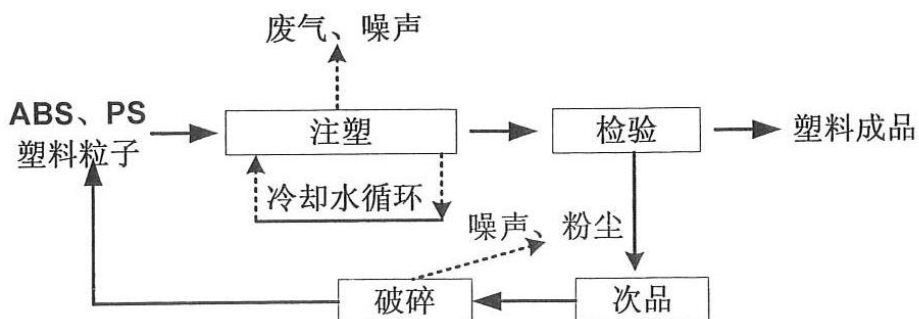 废气、噪声
ABS、PS
塑料粒子
注塑
检验
塑料成品
冷却水循环
噪声、粉尘
破碎
次品